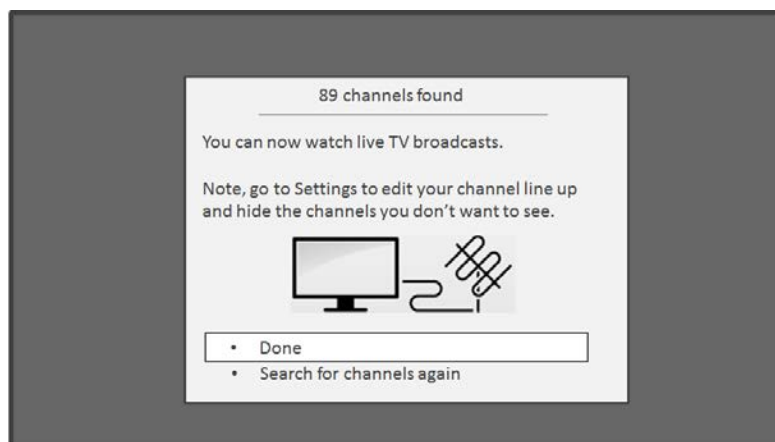 89 channels found
You can now watch live TV broadcasts.
Note, go to Settings to edit your channel line up
and hide the channels you don't want to see.
• Done
• Search for channels again